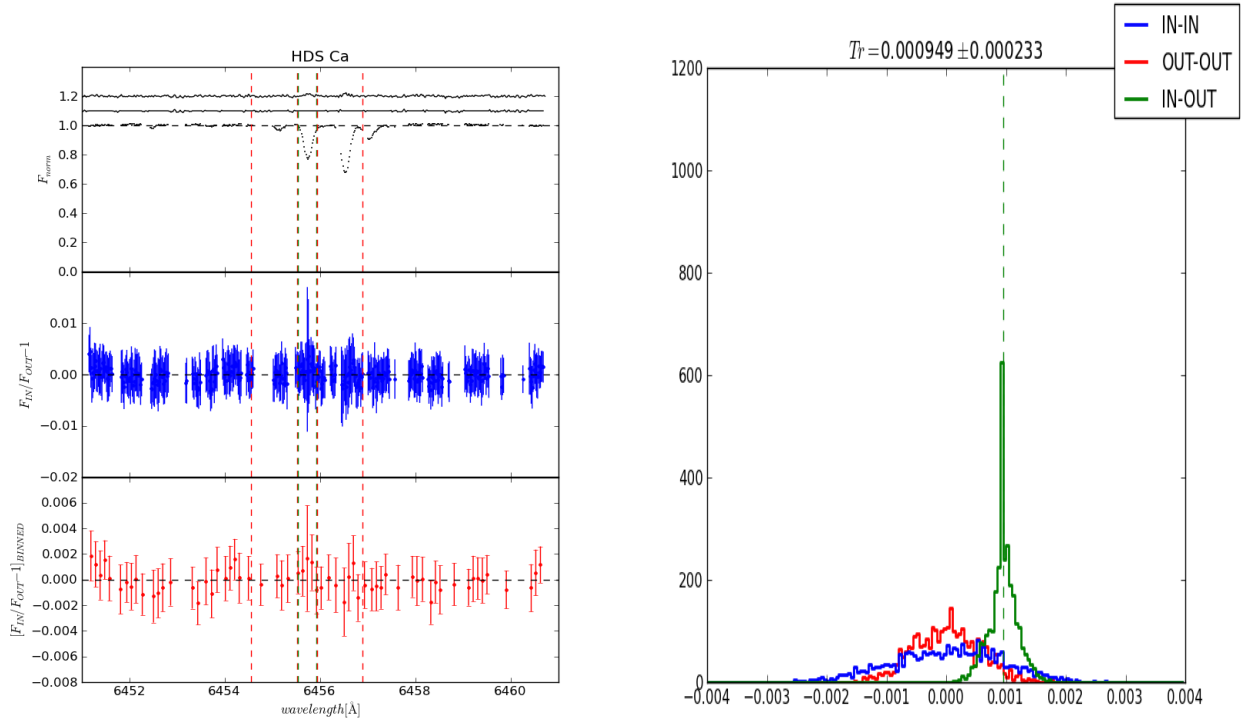 HDS Ca
1.2
1.0
0.8
0.6
0.4
0.2
0.0
F_norm
0.01
0.00
−0.01
−0.02
F_IN/F_OUT−1
0.006
0.004
0.002
0.000
−0.002
−0.004
−0.006
−0.008
[F_IN/F_OUT−1]_BINNED
6452 6454 6456 6458 6460
wavelength[Å]
Tr=0.000949±0.000233
IN-IN
OUT-OUT
IN-OUT
1200
1000
800
600
400
200
0
−0.004 −0.003 −0.002 −0.001 0.000 0.001 0.002 0.003 0.004